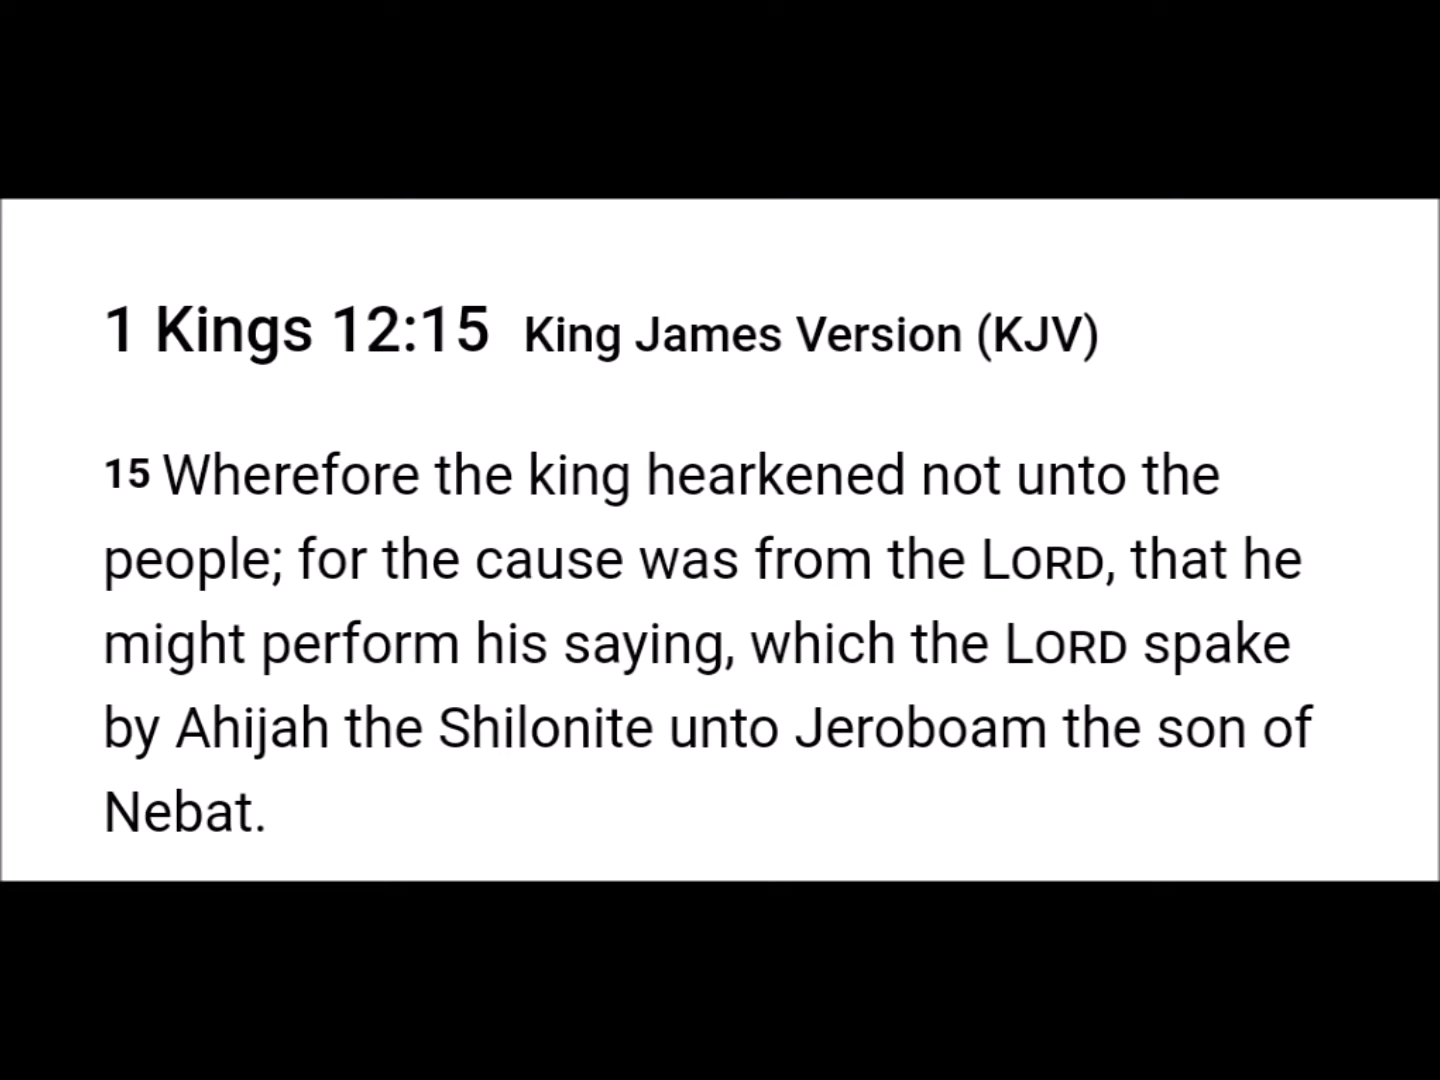 1 Kings 12:15 King James Version (KJV)
15 Wherefore the king hearkened not unto the
people; for the cause was from the LORD, that he
might perform his saying, which the LORD spake
by Ahijah the Shilonite unto Jeroboam the son of
Nebat.